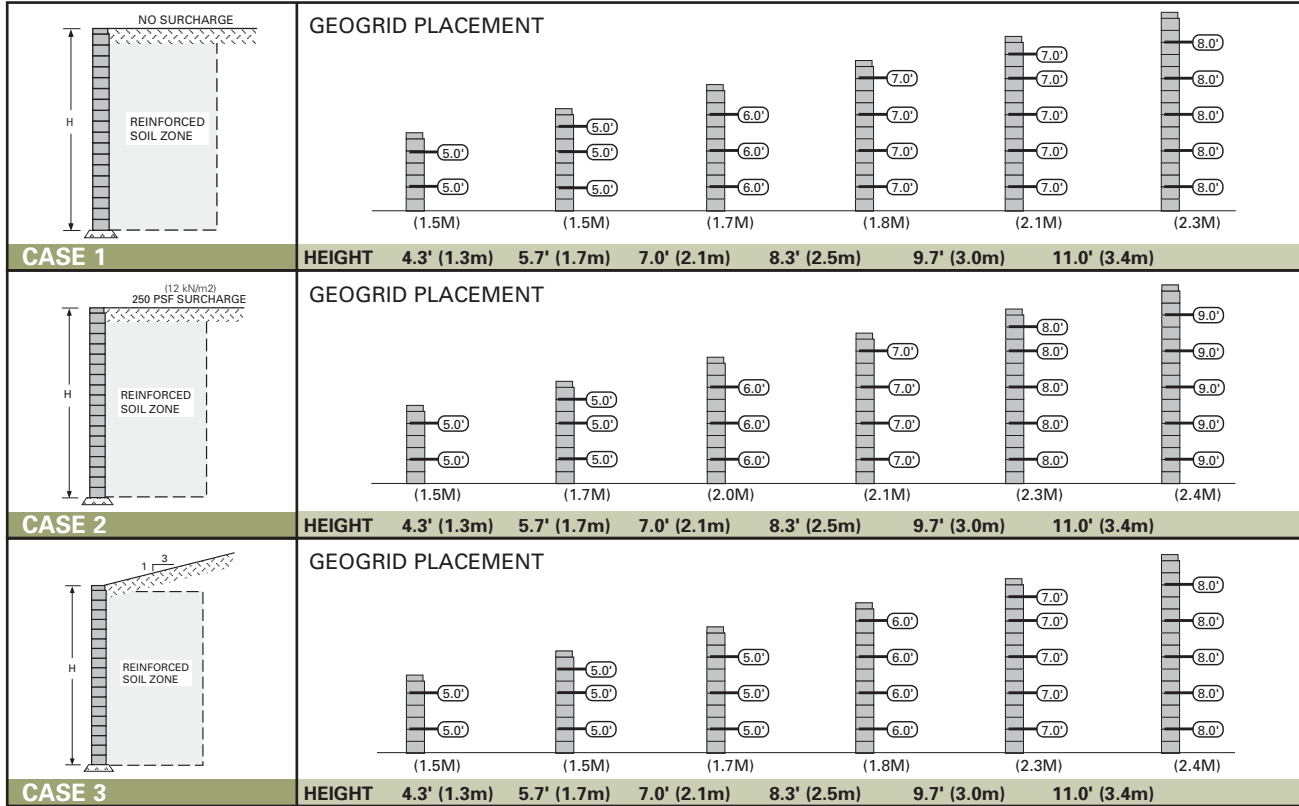 NO SURCHARGE
H
REINFORCED
SOIL ZONE
CASE 1
GEOGRID PLACEMENT
5.0'
5.0'
(1.5M)
5.0'
5.0'
5.0'
(1.5M)
6.0'
6.0'
6.0'
(1.7M)
7.0'
7.0'
7.0'
7.0'
(1.8M)
7.0'
7.0'
7.0'
7.0'
7.0'
(2.1M)
8.0'
8.0'
8.0'
8.0'
8.0'
(2.3M)
HEIGHT 4.3' (1.3m) 5.7' (1.7m) 7.0' (2.1m) 8.3' (2.5m) 9.7' (3.0m) 11.0' (3.4m)
(12 kN/m2)
250 PSF SURCHARGE
H
REINFORCED
SOIL ZONE
CASE 2
GEOGRID PLACEMENT
5.0'
5.0'
(1.5M)
5.0'
5.0'
5.0'
(1.7M)
6.0'
6.0'
6.0'
(2.0M)
7.0'
7.0'
7.0'
7.0'
(2.1M)
8.0'
8.0'
8.0'
8.0'
8.0'
(2.3M)
9.0'
9.0'
9.0'
9.0'
9.0'
(2.4M)
HEIGHT 4.3' (1.3m) 5.7' (1.7m) 7.0' (2.1m) 8.3' (2.5m) 9.7' (3.0m) 11.0' (3.4m)
3
1
H
REINFORCED
SOIL ZONE
CASE 3
GEOGRID PLACEMENT
5.0'
5.0'
(1.5M)
5.0'
5.0'
5.0'
(1.5M)
5.0'
5.0'
5.0'
(1.7M)
6.0'
6.0'
6.0'
6.0'
(1.8M)
7.0'
7.0'
7.0'
7.0'
7.0'
(2.3M)
8.0'
8.0'
8.0'
8.0'
8.0'
(2.4M)
HEIGHT 4.3' (1.3m) 5.7' (1.7m) 7.0' (2.1m) 8.3' (2.5m) 9.7' (3.0m) 11.0' (3.4m)